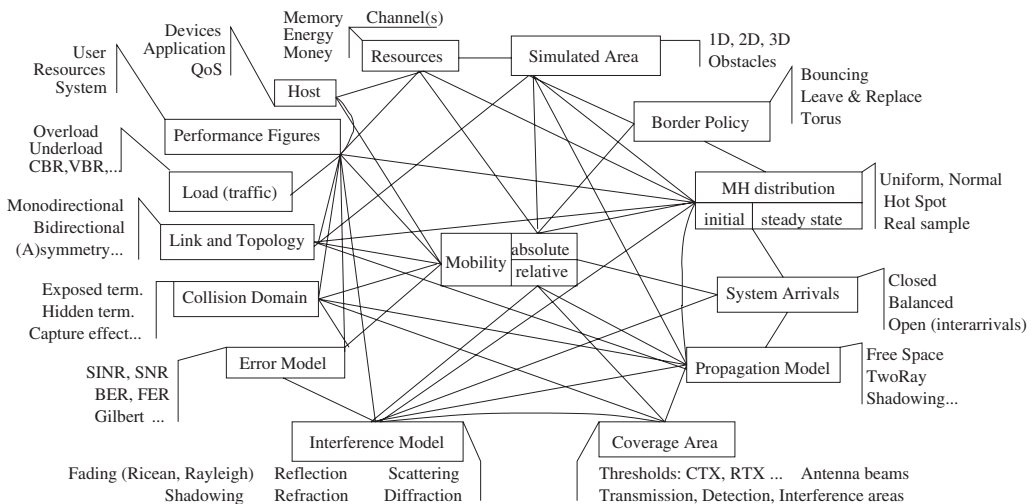 Memory
Energy
Money
Channel(s)
Resources
Devices
Application
QoS
Host
User
Resources
System
Performance Figures
Simulated Area
1D, 2D, 3D
Obstacles
Bouncing
Leave & Replace
Torus
Border Policy
Overload
Underload
CBR,VBR,...
Load (traffic)
MH distribution
initial
steady state
Uniform, Normal
Hot Spot
Real sample
Monodirectional
Bidirectional
(A)symmetry...
Link and Topology
Mobility
absolute
relative
Exposed term.
Hidden term.
Capture effect...
Collision Domain
System Arrivals
Closed
Balanced
Open (interarrivals)
SINR, SNR
BER, FER
Gilbert ...
Error Model
Propagation Model
Free Space
TwoRay
Shadowing...
Interference Model
Fading (Ricean, Rayleigh) Reflection Scattering
Shadowing Refraction Diffraction
Coverage Area
Thresholds: CTX, RTX ... Antenna beams
Transmission, Detection, Interference areas